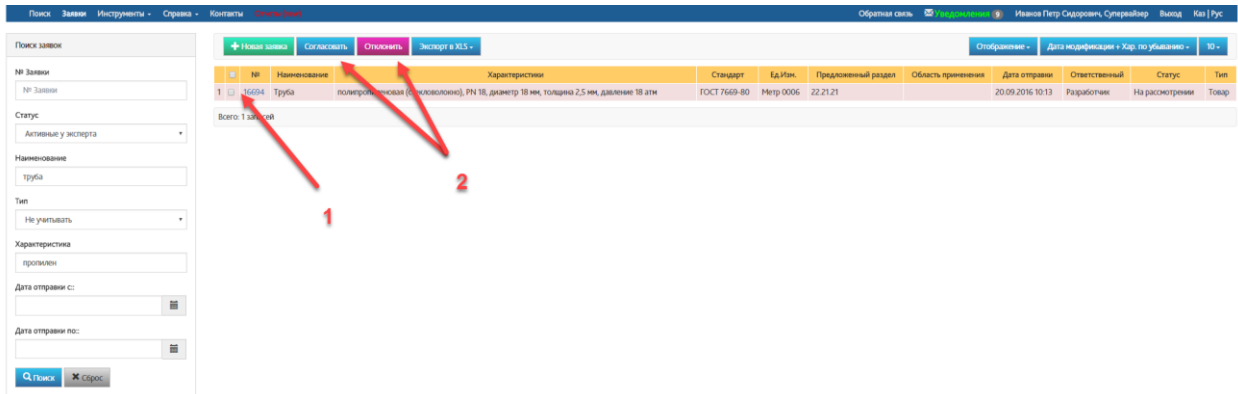 Поиск Заявки Инструменты Справка Контакты Обратная связь Уведомления 9 Иванов Петр Сидорович, Супервайзер Выход Каз | Рус
Поиск заявок
Новая заявка Согласовать Отклонить Экспорт в XLS Отображение Дата модификации + Хар. по убыванию 10
№ Заявки
№ Заявки
Статус
Активные у эксперта
Наименование
труба
Тип
Не учитывать
Характеристика
пропилен
Дата отправки с::
Дата отправки по::
Поиск Сброс
№ Наименование Характеристики Стандарт Ед.Изм. Предложенный раздел Область применения Дата отправки Ответственный Статус Тип
1 16694 Труба полипропиленовая (стекловолокно), PN 18, диаметр 18 мм, толщина 2,5 мм, давление 18 атм ГОСТ 7669-80 Метр 0006 22.21.21 20.09.2016 10:13 Разработчик На рассмотрении Товар
Всего: 1 записей
1
2